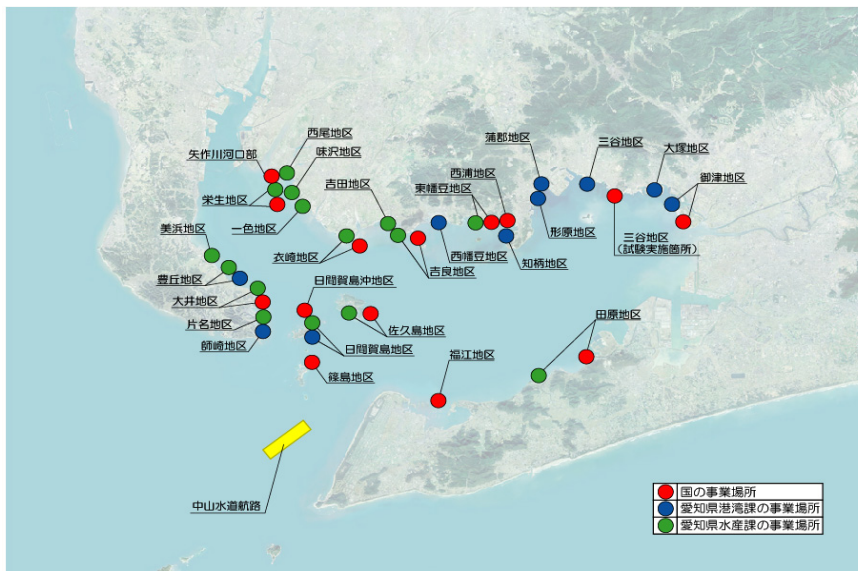 西尾地区
矢作川河口部
味沢地区
栄生地区
一色地区
吉田地区
東幡豆地区
西浦地区
蒲郡地区
三谷地区
大塚地区
御津地区
形原地区
三谷地区
(試験実施箇所)
知柄地区
西幡豆地区
吉良地区
衣崎地区
美浜地区
豊丘地区
大井地区
片名地区
師崎地区
日間賀島沖地区
佐久島地区
日間賀島地区
篠島地区
福江地区
田原地区
中山水道航路
国の事業場所
愛知県港湾課の事業場所
愛知県水産課の事業場所